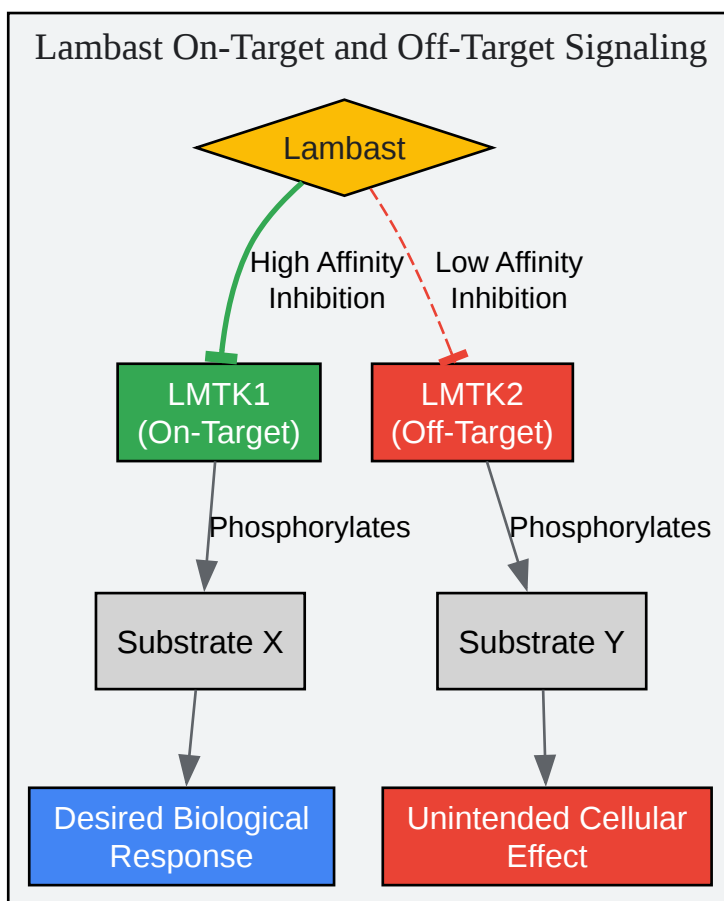 Lambast On-Target and Off-Target Signaling
Lambast
High Affinity
Inhibition
Low Affinity
Inhibition
LMTK1
(On-Target)
LMTK2
(Off-Target)
Phosphorylates
Phosphorylates
Substrate X
Substrate Y
Desired Biological
Response
Unintended Cellular
Effect